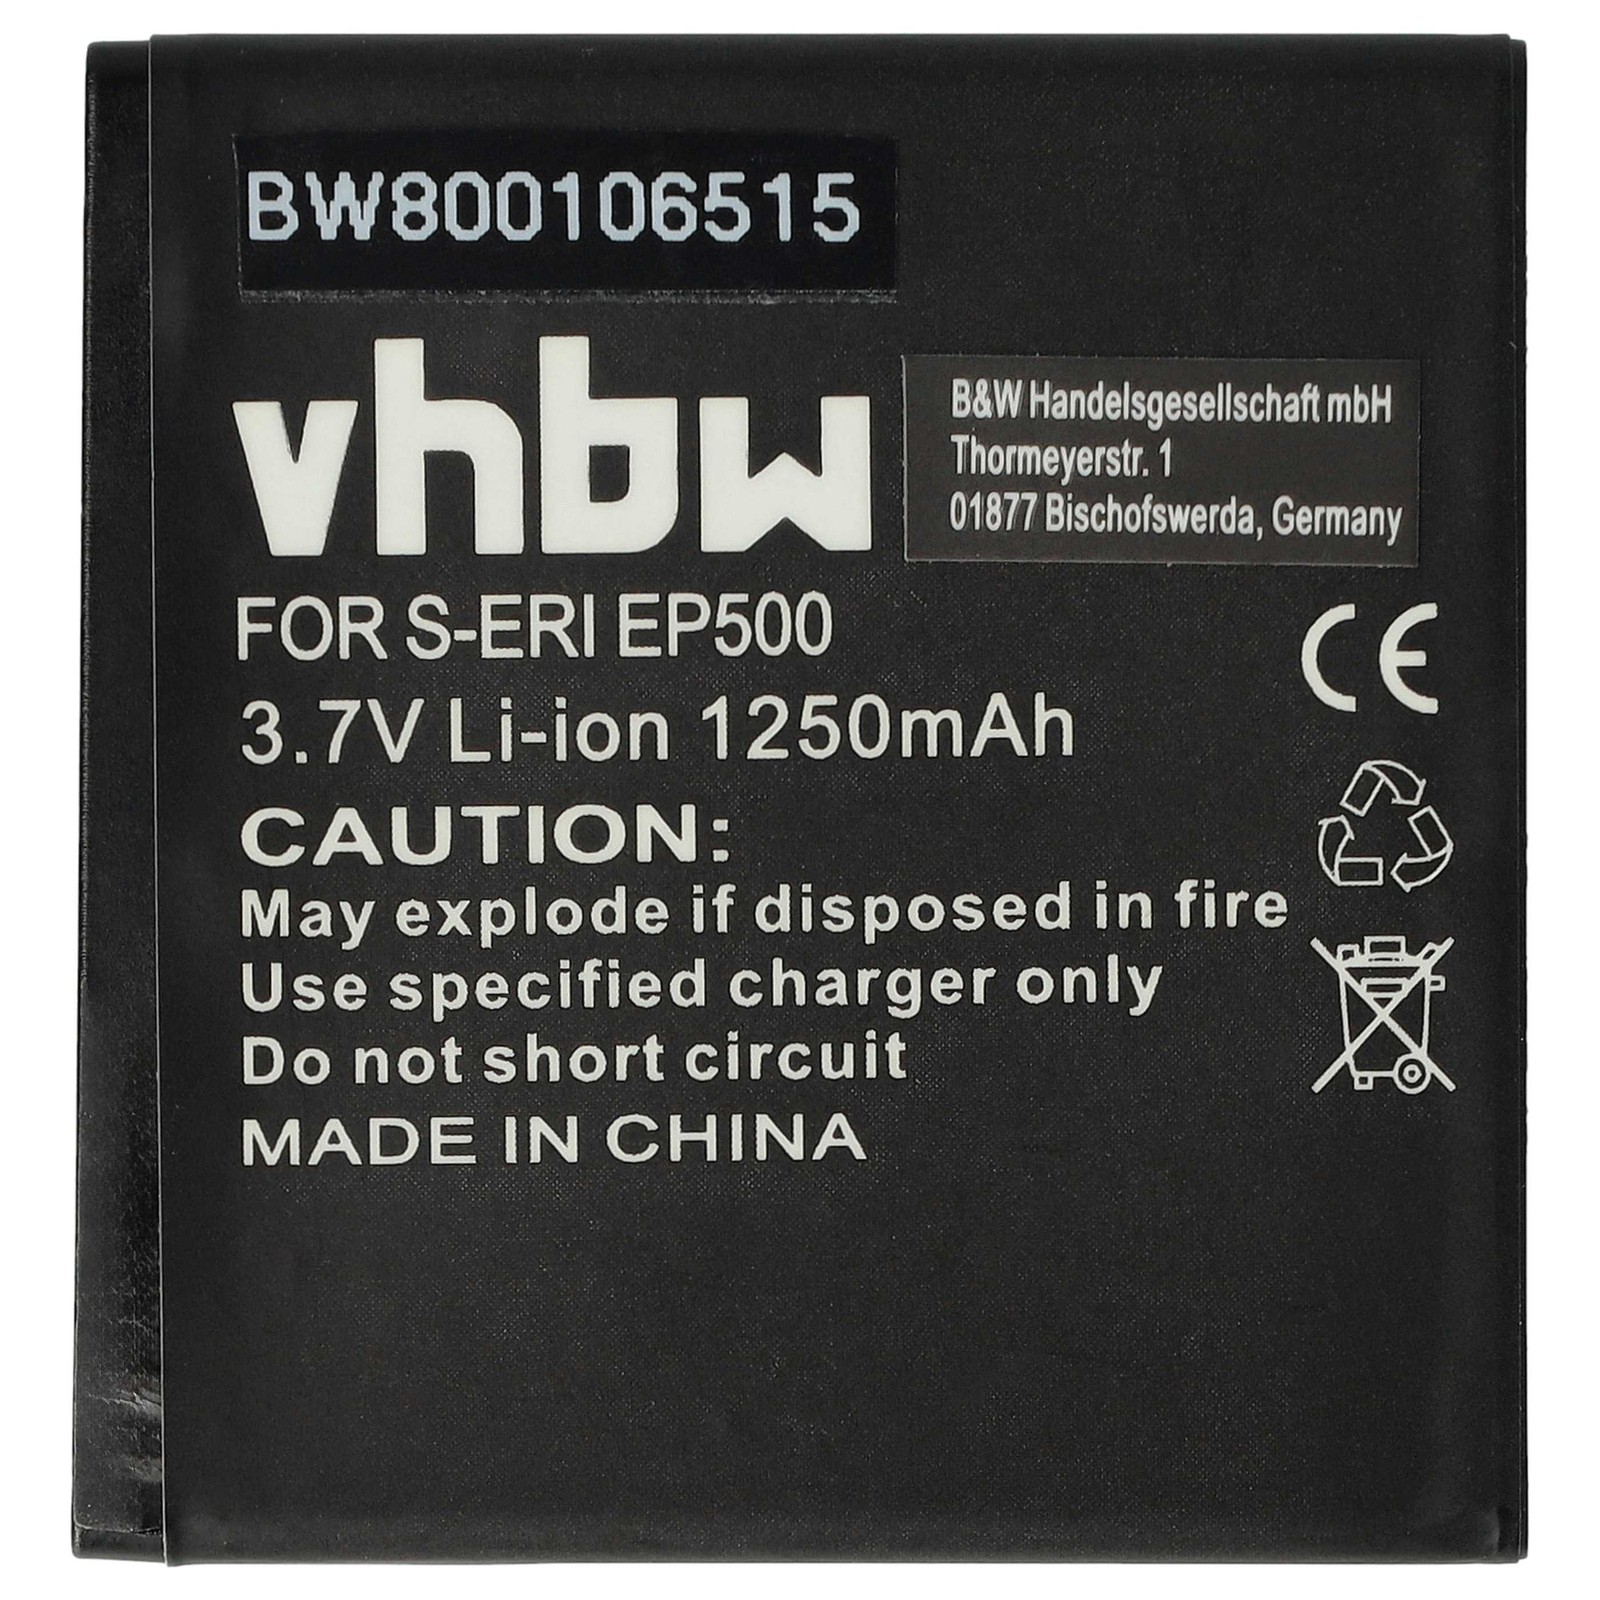 BW800106515
vhbw
B&W Handelsgesellschaft mbH
Thormeyerstr. 1
01877 Bischofswerda, Germany
FOR S-ERI EP500
3.7V Li-ion 1250mAh
CE
CAUTION:
May explode if disposed in fire
Use specified charger only
Do not short circuit
MADE IN CHINA